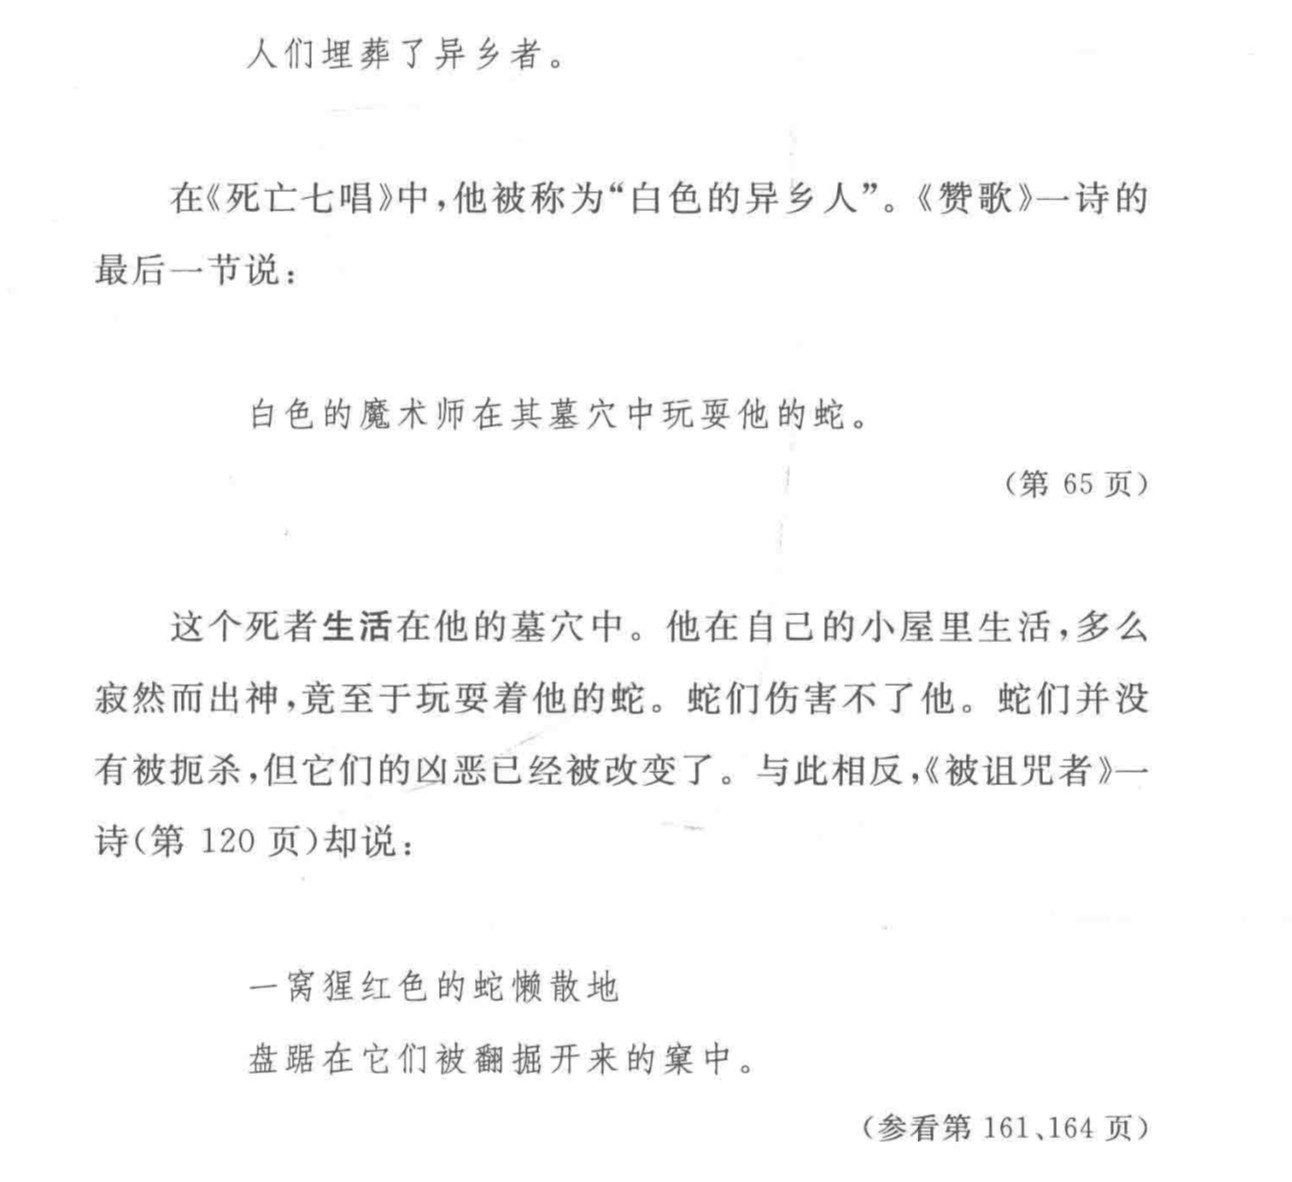 人们埋葬了异乡者。
在《死亡七唱》中,他被称为“白色的异乡人”。《赞歌》一诗的
最后一节说:
白色的魔术师在其墓穴中玩耍他的蛇。
(第 65 页)
这个死者生活在他的墓穴中。他在自己的小屋里生活,多么
寂然而出神,竟至于玩耍着他的蛇。蛇们伤害不了他。蛇们并没
有被扼杀,但它们的凶恶已经被改变了。与此相反,《被诅咒者》一
诗(第 120 页)却说:
一窝猩红色的蛇懒散地
盘踞在它们被翻掘开来的窠中。
(参看第 161、164 页)